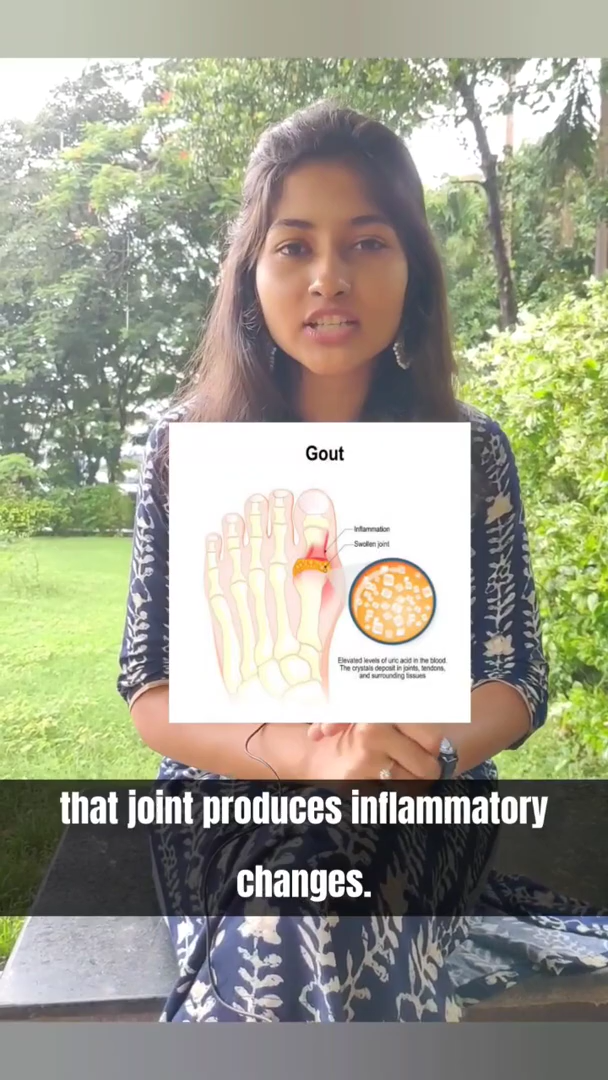 Gout
Inflammation
Swollen joint
Elevated levels of uric acid in the blood.
The crystals deposit in joints, tendons,
and surrounding tissues
that joint produces inflammatory
changes.